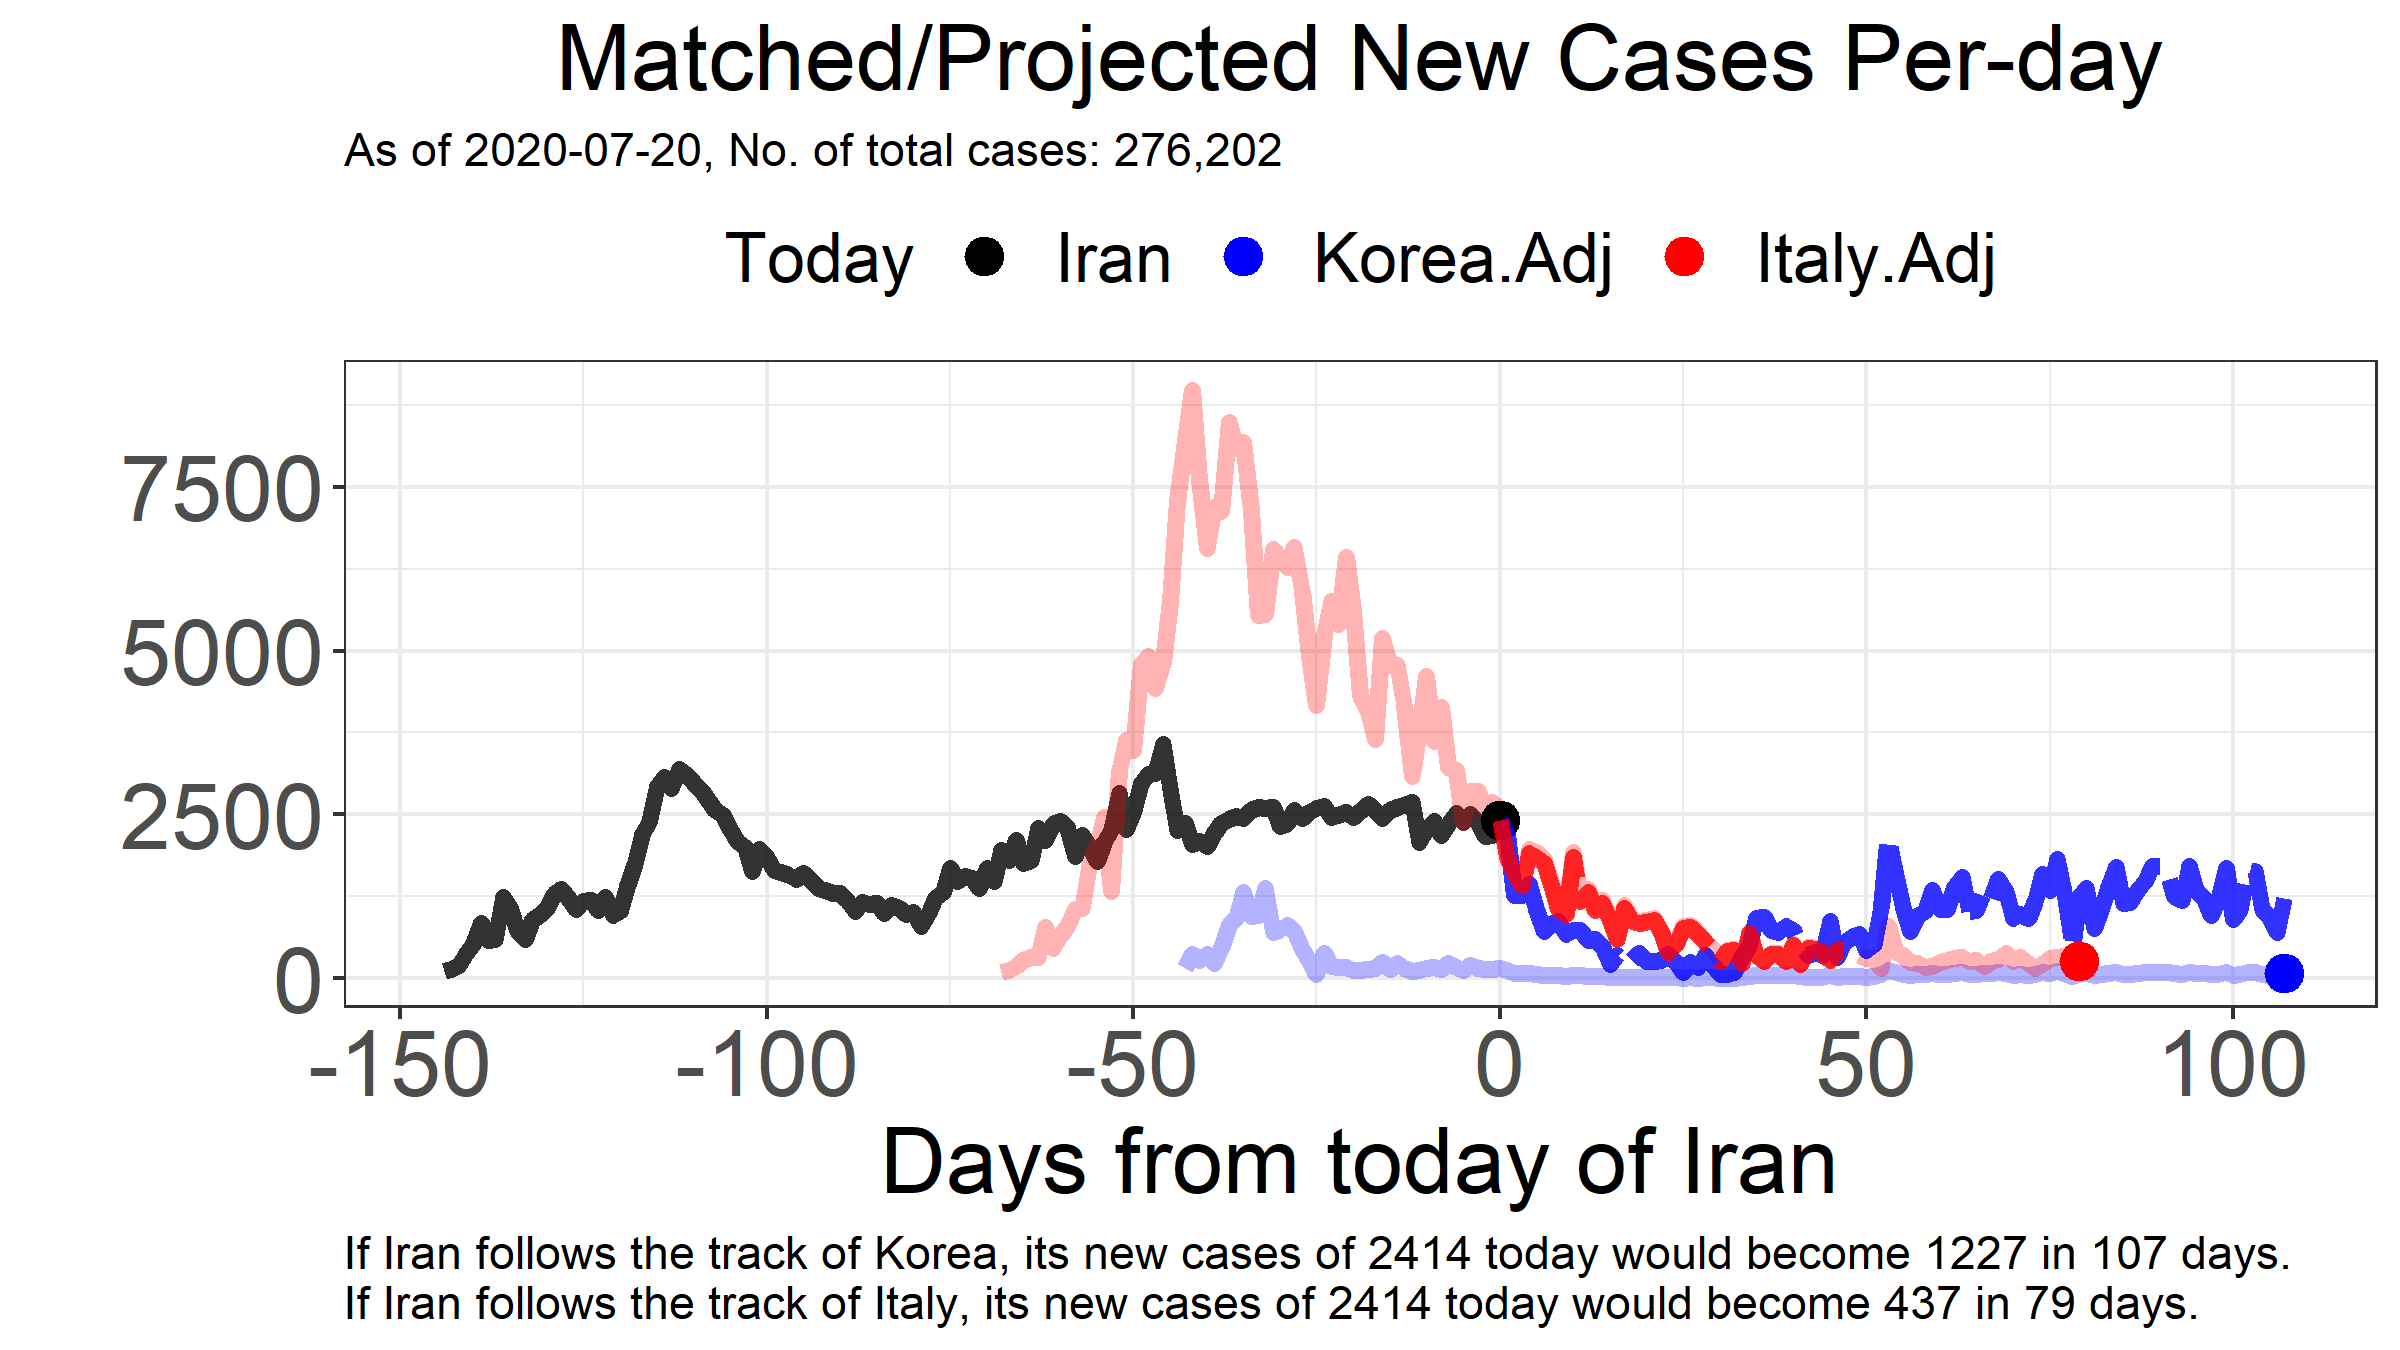 Matched/Projected New Cases Per-day
As of 2020-07-20, No. of total cases: 276,202
Today Iran Korea.Adj Italy.Adj
7500
5000
2500
0
-150 -100 -50 0 50 100
Days from today of Iran
If Iran follows the track of Korea, its new cases of 2414 today would become 1227 in 107 days.
If Iran follows the track of Italy, its new cases of 2414 today would become 437 in 79 days.